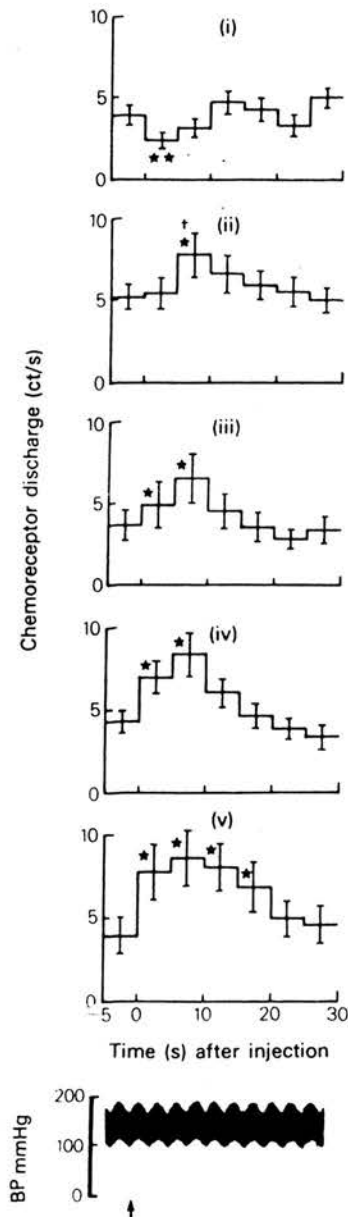 10
(i)
5
0
★★
10
(ii)
†
★
5
0
10
(iii)
★ ★
5
0
10
(iv)
★ ★
5
0
10
(v)
★ ★ ★ ★
5
0
Chemoreceptor discharge (ct/s)
-5 0 10 20 30
Time (s) after injection
200
100
0
BP mmHg